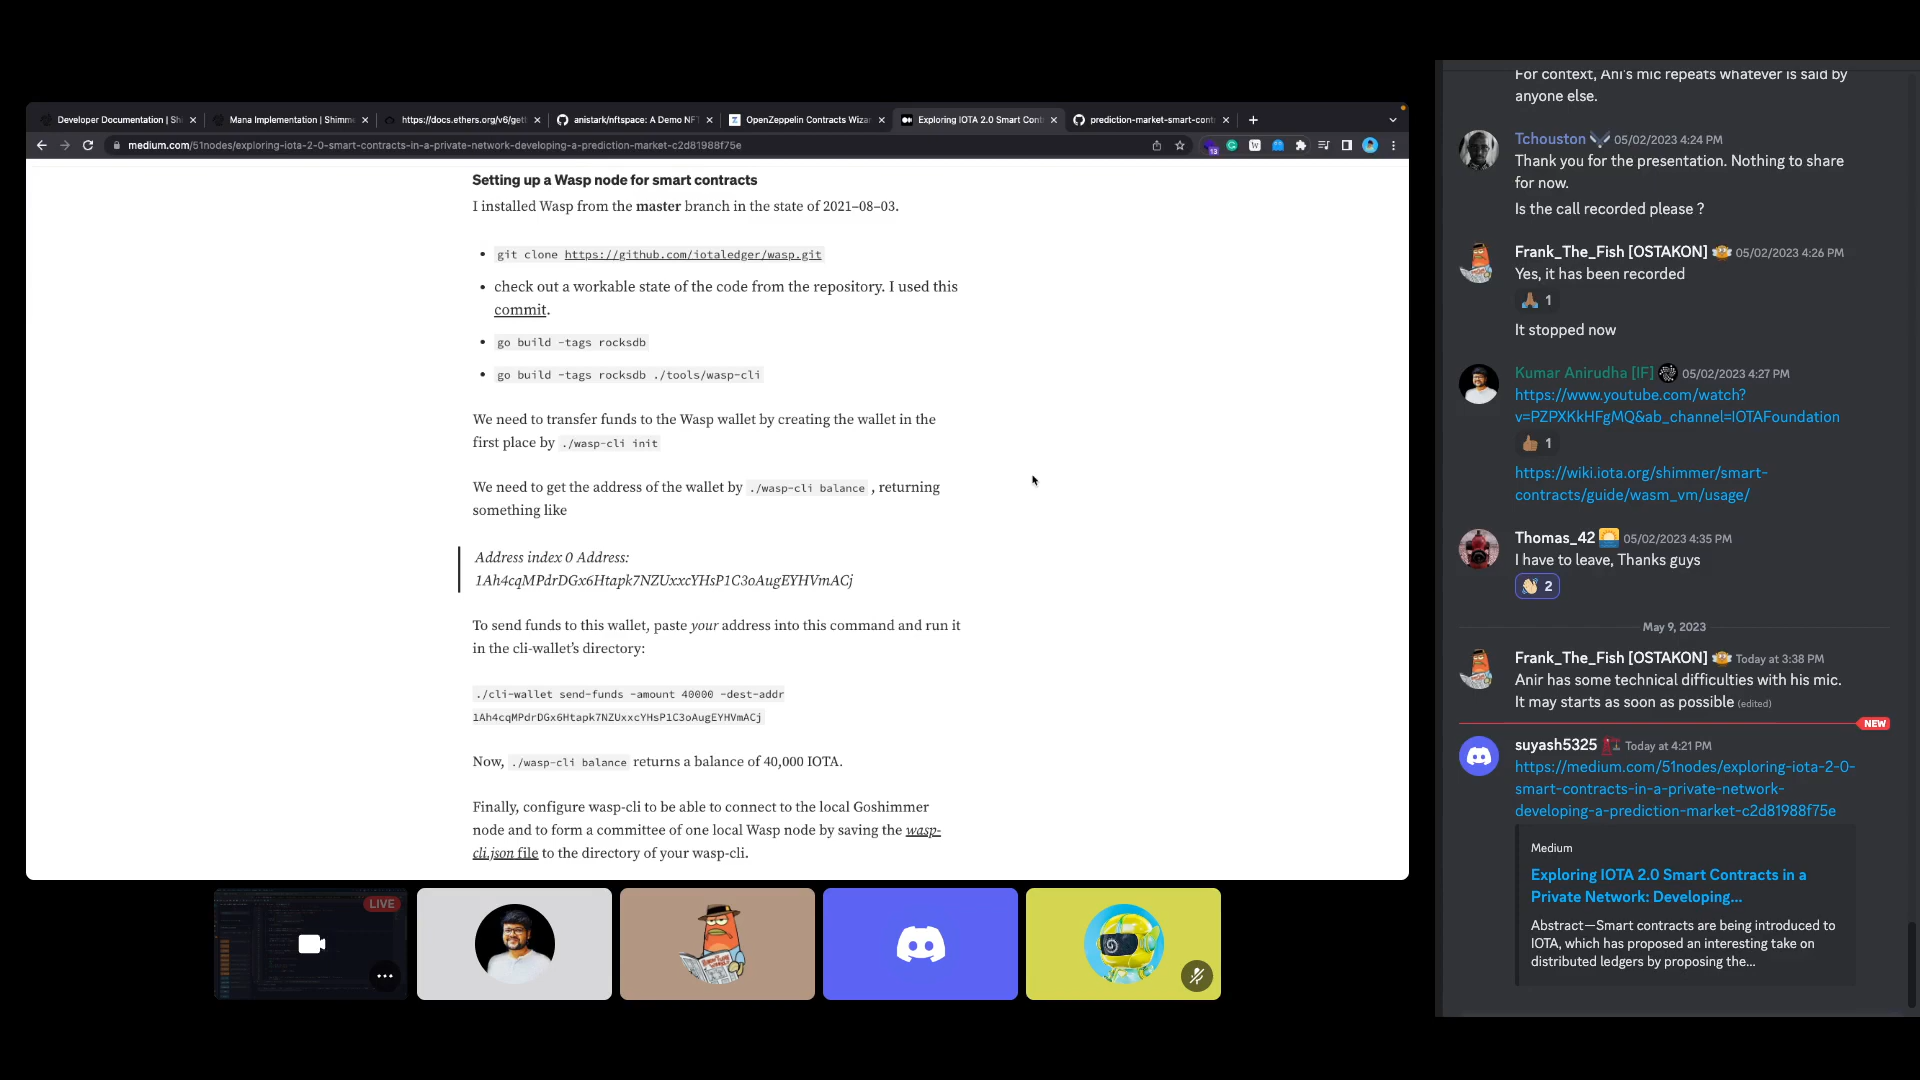 Developer Documentation | Sh
Mana Implementation | Shimm
https://docs.ethers.org/v6/get
anistark/nftspace: A Demo NF
OpenZeppelin Contracts Wiza
Exploring IOTA 2.0 Smart Cont
prediction-market-smart-cont
medium.com/51nodes/exploring-iota-2-0-smart-contracts-in-a-private-network-developing-a-prediction-market-c2d81988f75e
13
Setting up a Wasp node for smart contracts
I installed Wasp from the master branch in the state of 2021–08–03.
• git clone https://github.com/iotaledger/wasp.git
• check out a workable state of the code from the repository. I used this
commit.
• go build -tags rocksdb
• go build -tags rocksdb ./tools/wasp-cli
We need to transfer funds to the Wasp wallet by creating the wallet in the
first place by ./wasp-cli init
We need to get the address of the wallet by ./wasp-cli balance , returning
something like
Address index 0 Address:
1Ah4cqMPdrDGx6Htapk7NZUxxcYHsP1C3oAugEYHVmACj
To send funds to this wallet, paste your address into this command and run it
in the cli-wallet’s directory:
./cli-wallet send-funds -amount 40000 -dest-addr
1Ah4cqMPdrDGx6Htapk7NZUxxcYHsP1C3oAugEYHVmACj
Now, ./wasp-cli balance returns a balance of 40,000 IOTA.
Finally, configure wasp-cli to be able to connect to the local Goshimmer
node and to form a committee of one local Wasp node by saving the wasp-
cli.json file to the directory of your wasp-cli.
LIVE
For context, Ani's mic repeats whatever is said by
anyone else.
Tchouston 05/02/2023 4:24 PM
Thank you for the presentation. Nothing to share
for now.
Is the call recorded please ?
Frank_The_Fish [OSTAKON] 05/02/2023 4:26 PM
Yes, it has been recorded
1
It stopped now
Kumar Anirudha [IF] 05/02/2023 4:27 PM
https://www.youtube.com/watch?
v=PZPXKkHFgMQ&ab_channel=IOTAFoundation
1
https://wiki.iota.org/shimmer/smart-
contracts/guide/wasm_vm/usage/
Thomas_42 05/02/2023 4:35 PM
I have to leave, Thanks guys
2
May 9, 2023
Frank_The_Fish [OSTAKON] Today at 3:38 PM
Anir has some technical difficulties with his mic.
It may starts as soon as possible (edited)
NEW
suyash5325 Today at 4:21 PM
https://medium.com/51nodes/exploring-iota-2-0-
smart-contracts-in-a-private-network-
developing-a-prediction-market-c2d81988f75e
Medium
Exploring IOTA 2.0 Smart Contracts in a
Private Network: Developing...
Abstract—Smart contracts are being introduced to
IOTA, which has proposed an interesting take on
distributed ledgers by proposing the...